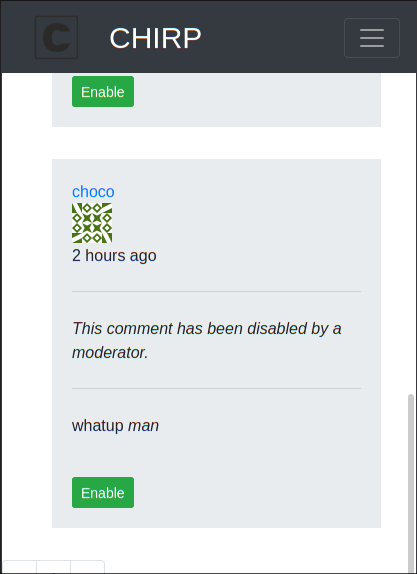 C CHIRP
Enable
choco
2 hours ago
This comment has been disabled by a
moderator.
whatup man
Enable